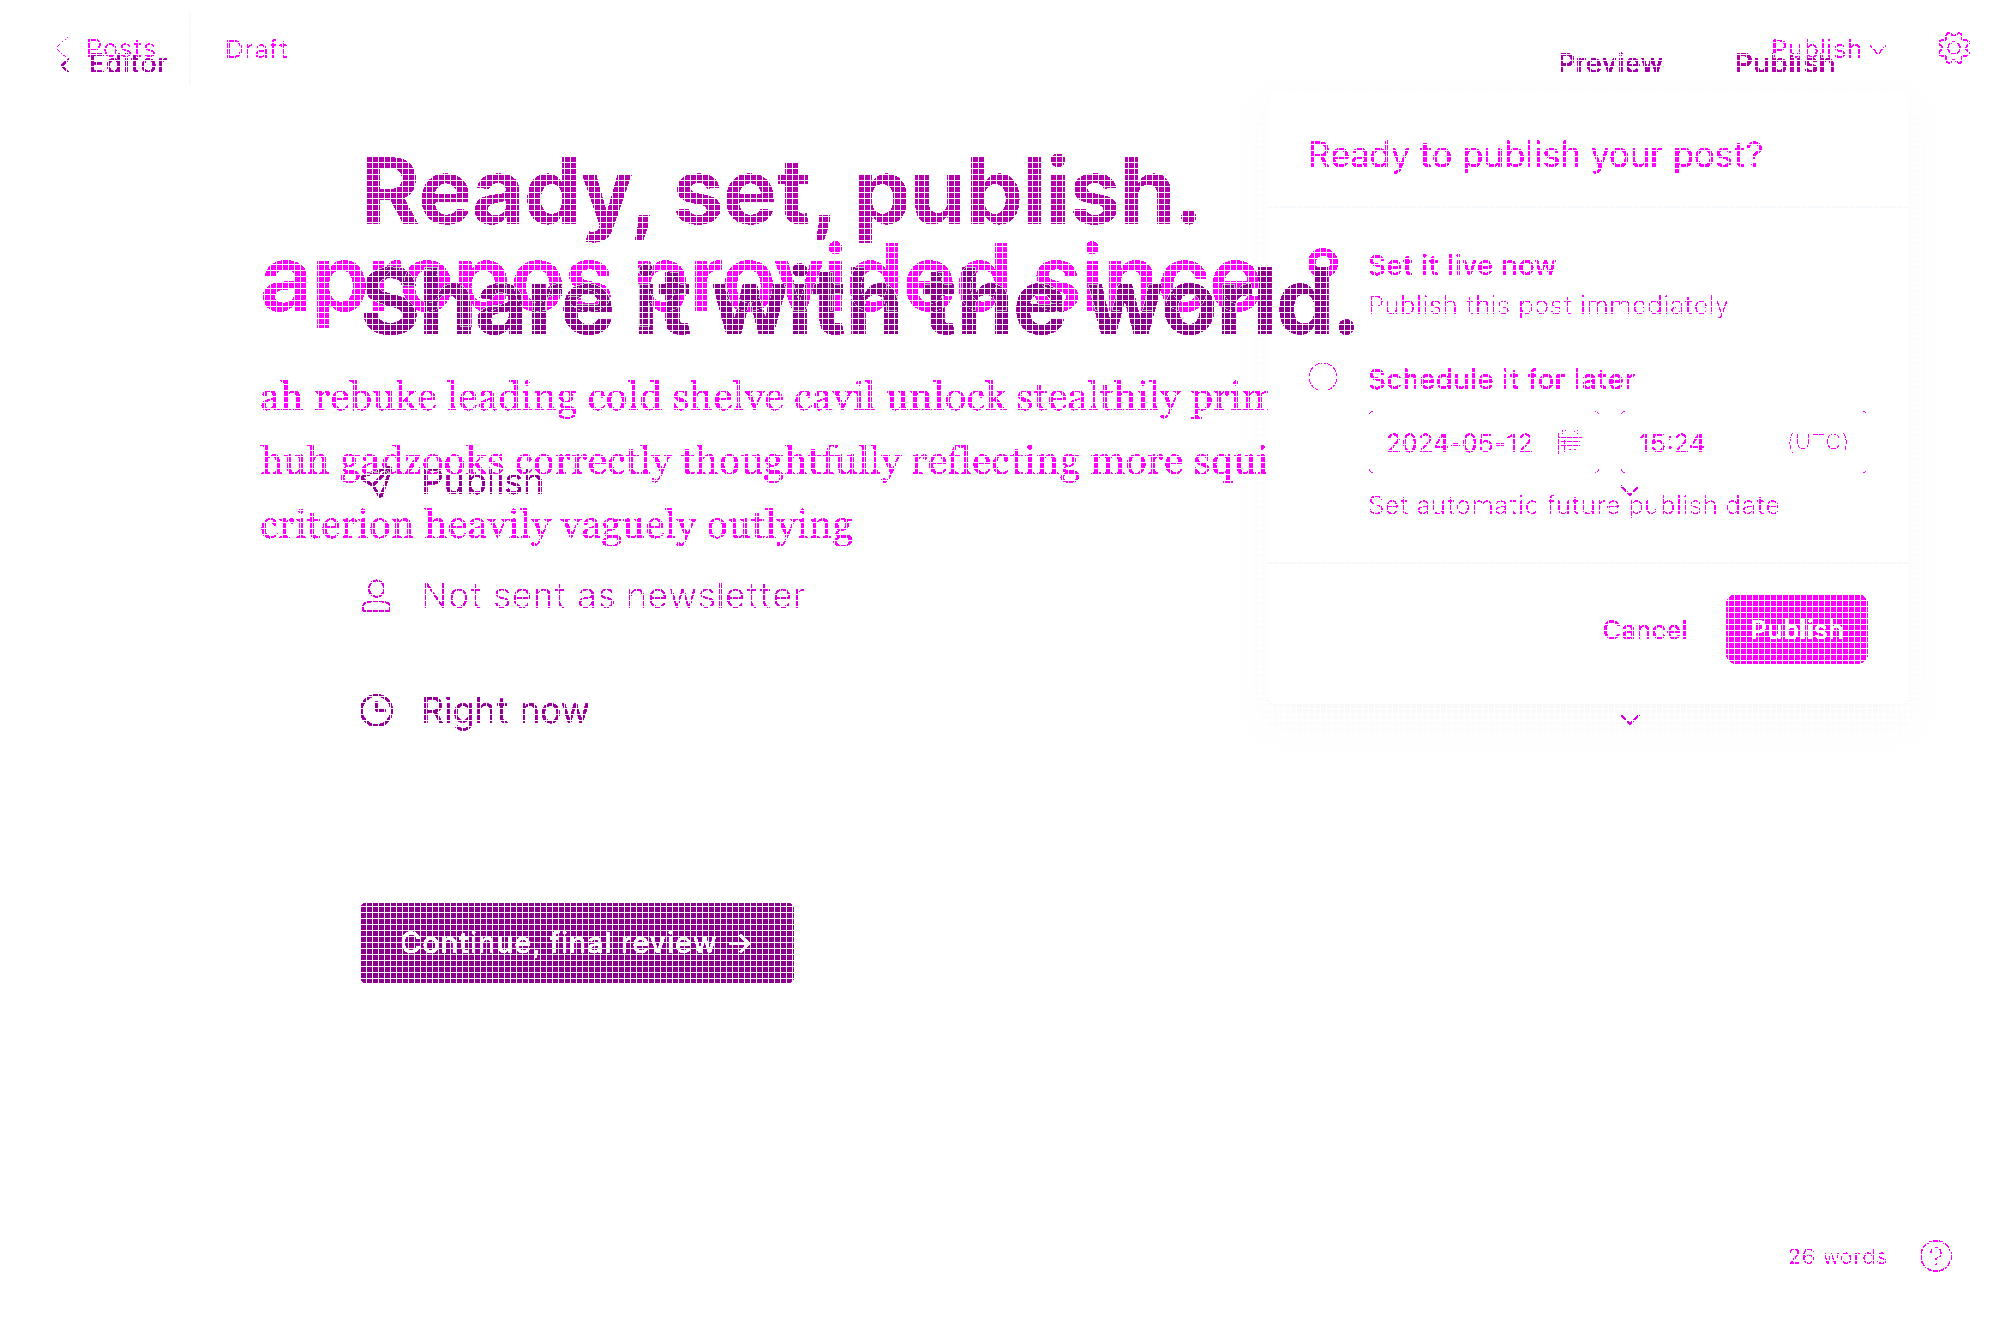 Posts
Draft
Publish
Editor
Preview
Publish
Ready to publish your post?
Ready, set, publish.
apropos provided since
Share it with the world.
Set it live now
Publish this post immediately
Schedule it for later
ah rebuke leading cold shelve cavil unlock stealthily prim
2024-05-12
15:24
(UTC)
huh gadzooks correctly thoughtfully reflecting more squi
Publish
Set automatic future publish date
criterion heavily vaguely outlying
Not sent as newsletter
Cancel
Publish
Right now
Continue, final review →
26 words
?